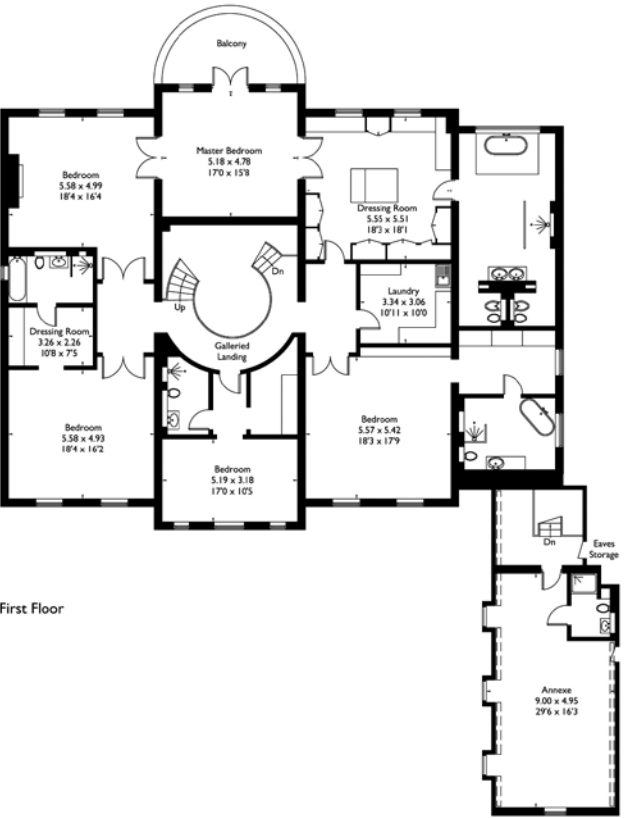 Balcony
Master Bedroom
5.18 x 4.78
17'0 x 15'8
Bedroom
5.58 x 4.99
18'4 x 16'4
Dressing Room
5.55 x 5.51
18'3 x 18'1
Dn
Up
Laundry
3.34 x 3.06
10'11 x 10'0
Dressing Room
3.26 x 2.26
10'8 x 7'5
Galleried
Landing
Bedroom
5.58 x 4.93
18'4 x 16'2
Bedroom
5.57 x 5.42
18'3 x 17'9
Bedroom
5.19 x 3.18
17'0 x 10'5
Dn
Eaves
Storage
First Floor
Annexe
9.00 x 4.95
29'6 x 16'3